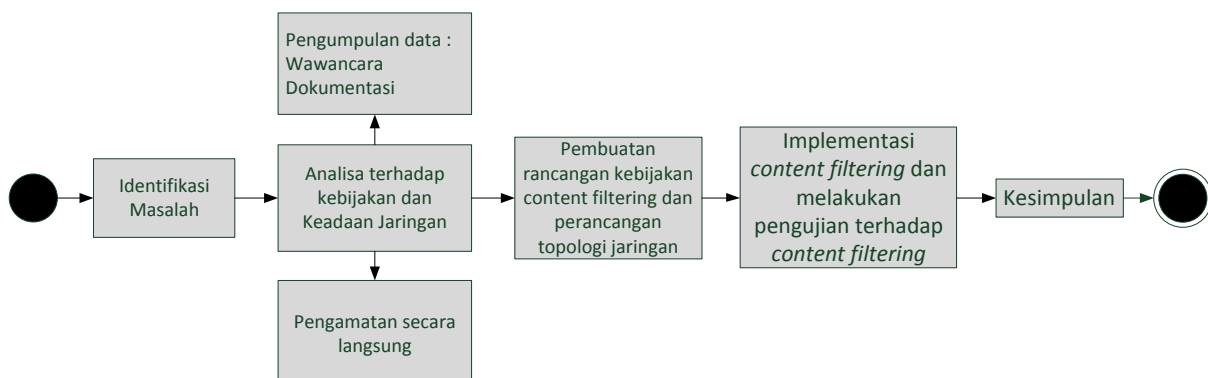 Identifikasi
Masalah
Pengumpulan data :
Wawancara
Dokumentasi
Analisa terhadap
kebijakan dan
Keadaan Jaringan
Pengamatan secara
langsung
Pembuatan
rancangan kebijakan
content filtering dan
perancangan
topologi jaringan
Implementasi
content filtering dan
melakukan
pengujian terhadap
content filtering
Kesimpulan